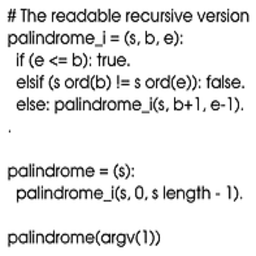 # The readable recursive version
palindrome_i = (s, b, e):
if (e <= b): true.
elsif (s ord(b) != s ord(e)): false.
else: palindrome_i(s, b+1, e-1).
.
palindrome = (s):
palindrome_i(s, 0, s length - 1).
palindrome(argv(1))